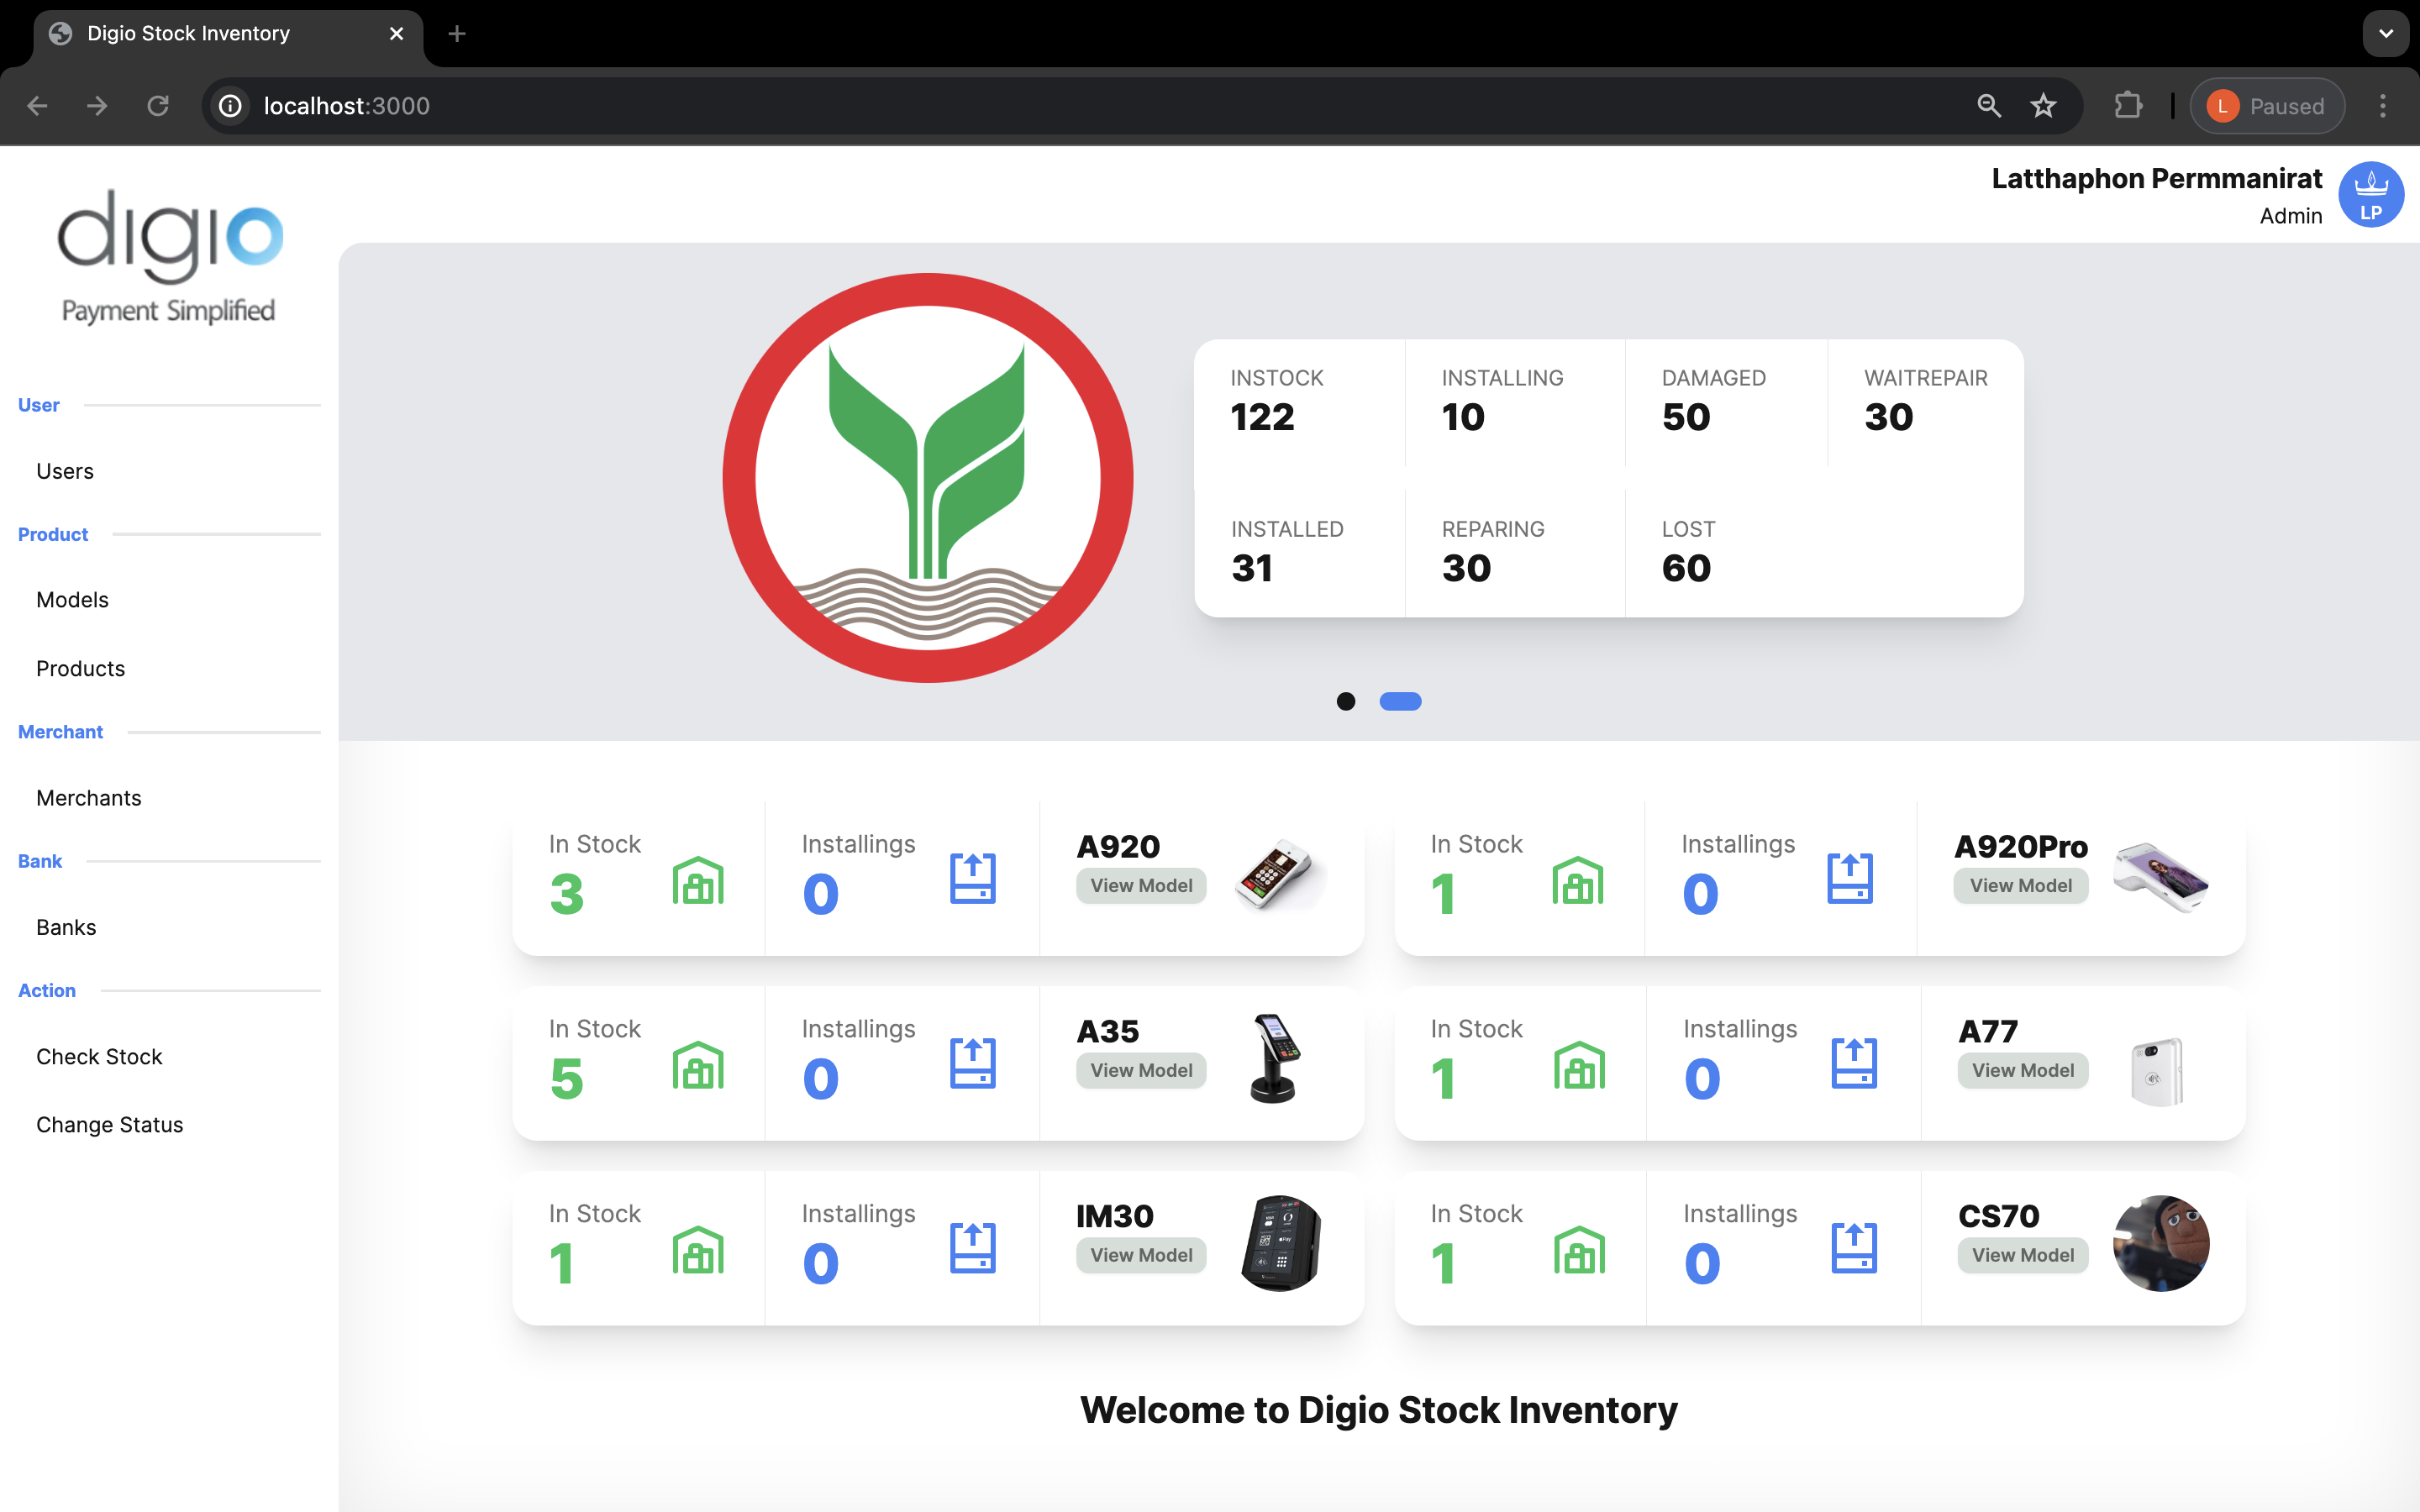 Digio Stock Inventory
localhost:3000
L Paused
Latthaphon Permmanirat
Admin
LP
digio
Payment Simplified
User
Users
Product
Models
Products
Merchant
Merchants
Bank
Banks
Action
Check Stock
Change Status
INSTOCK INSTALLING DAMAGED WAITREPAIR
122 10 50 30
INSTALLED REPARING LOST
31 30 60
In Stock Installings A920
3 0 View Model
In Stock Installings A920Pro
1 0 View Model
In Stock Installings A35
5 0 View Model
In Stock Installings A77
1 0 View Model
In Stock Installings IM30
1 0 View Model
In Stock Installings CS70
1 0 View Model
Welcome to Digio Stock Inventory